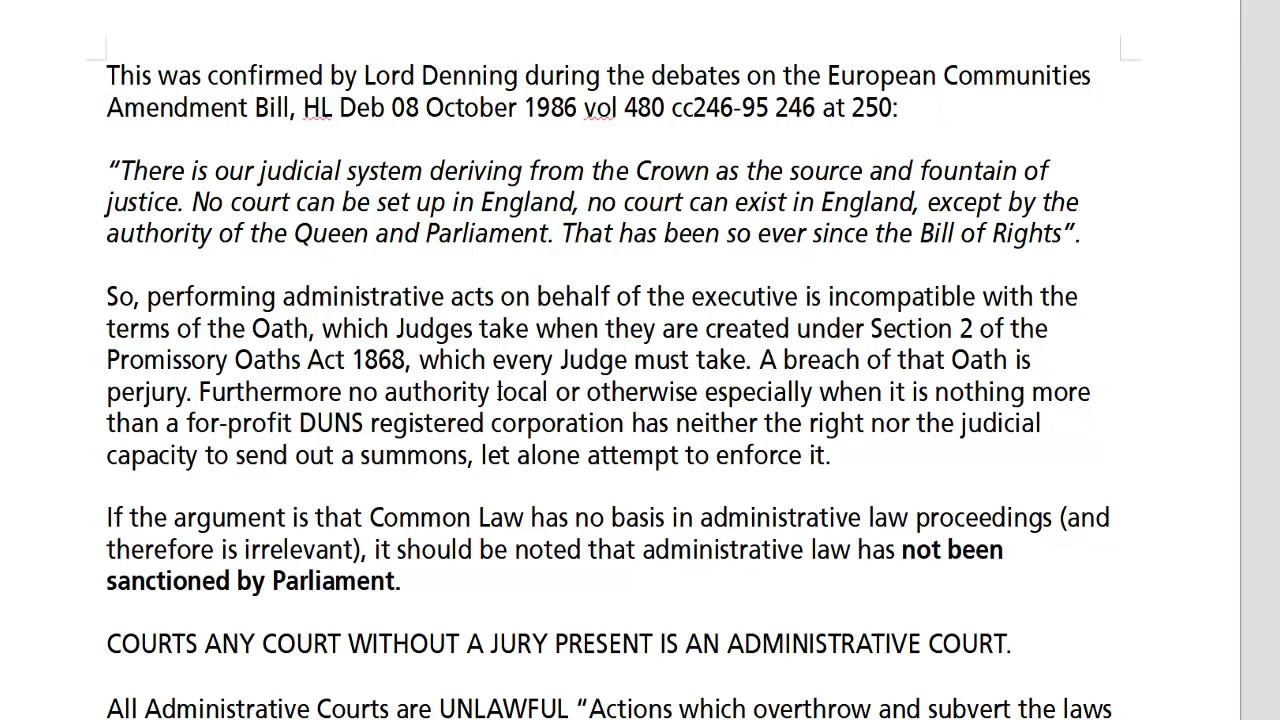 This was confirmed by Lord Denning during the debates on the European Communities
Amendment Bill, HL Deb 08 October 1986 vol 480 cc246-95 246 at 250:
“There is our judicial system deriving from the Crown as the source and fountain of
justice. No court can be set up in England, no court can exist in England, except by the
authority of the Queen and Parliament. That has been so ever since the Bill of Rights”.
So, performing administrative acts on behalf of the executive is incompatible with the
terms of the Oath, which Judges take when they are created under Section 2 of the
Promissory Oaths Act 1868, which every Judge must take. A breach of that Oath is
perjury. Furthermore no authority local or otherwise especially when it is nothing more
than a for-profit DUNS registered corporation has neither the right nor the judicial
capacity to send out a summons, let alone attempt to enforce it.
If the argument is that Common Law has no basis in administrative law proceedings (and
therefore is irrelevant), it should be noted that administrative law has not been
sanctioned by Parliament.
COURTS ANY COURT WITHOUT A JURY PRESENT IS AN ADMINISTRATIVE COURT.
All Administrative Courts are UNLAWFUL “Actions which overthrow and subvert the laws